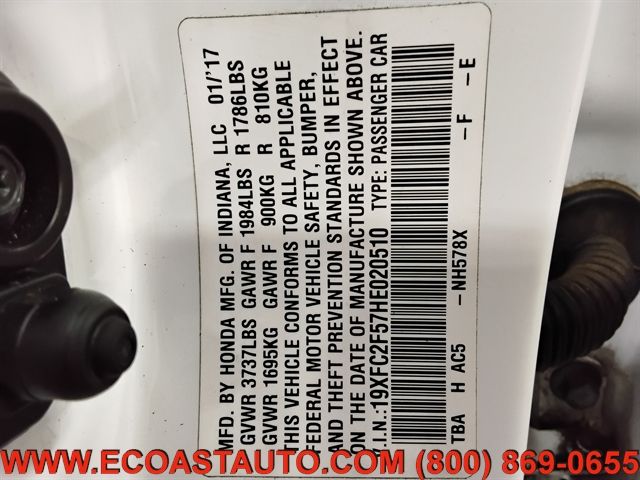 MFD. BY HONDA MFG. OF INDIANA, LLC 01/'17
GVWR 3737LBS GAWR F 1984LBS R 1786LBS
GVWR 1695KG GAWR F 900KG R 810KG
THIS VEHICLE CONFORMS TO ALL APPLICABLE
FEDERAL MOTOR VEHICLE SAFETY, BUMPER,
AND THEFT PREVENTION STANDARDS IN EFFECT
ON THE DATE OF MANUFACTURE SHOWN ABOVE.
V.I.N.:19XFC2F57HE020510 TYPE: PASSENGER CAR
TBA H AC5 -NH578X -F -E
WWW.ECOASTAUTO.COM (800) 869-0655